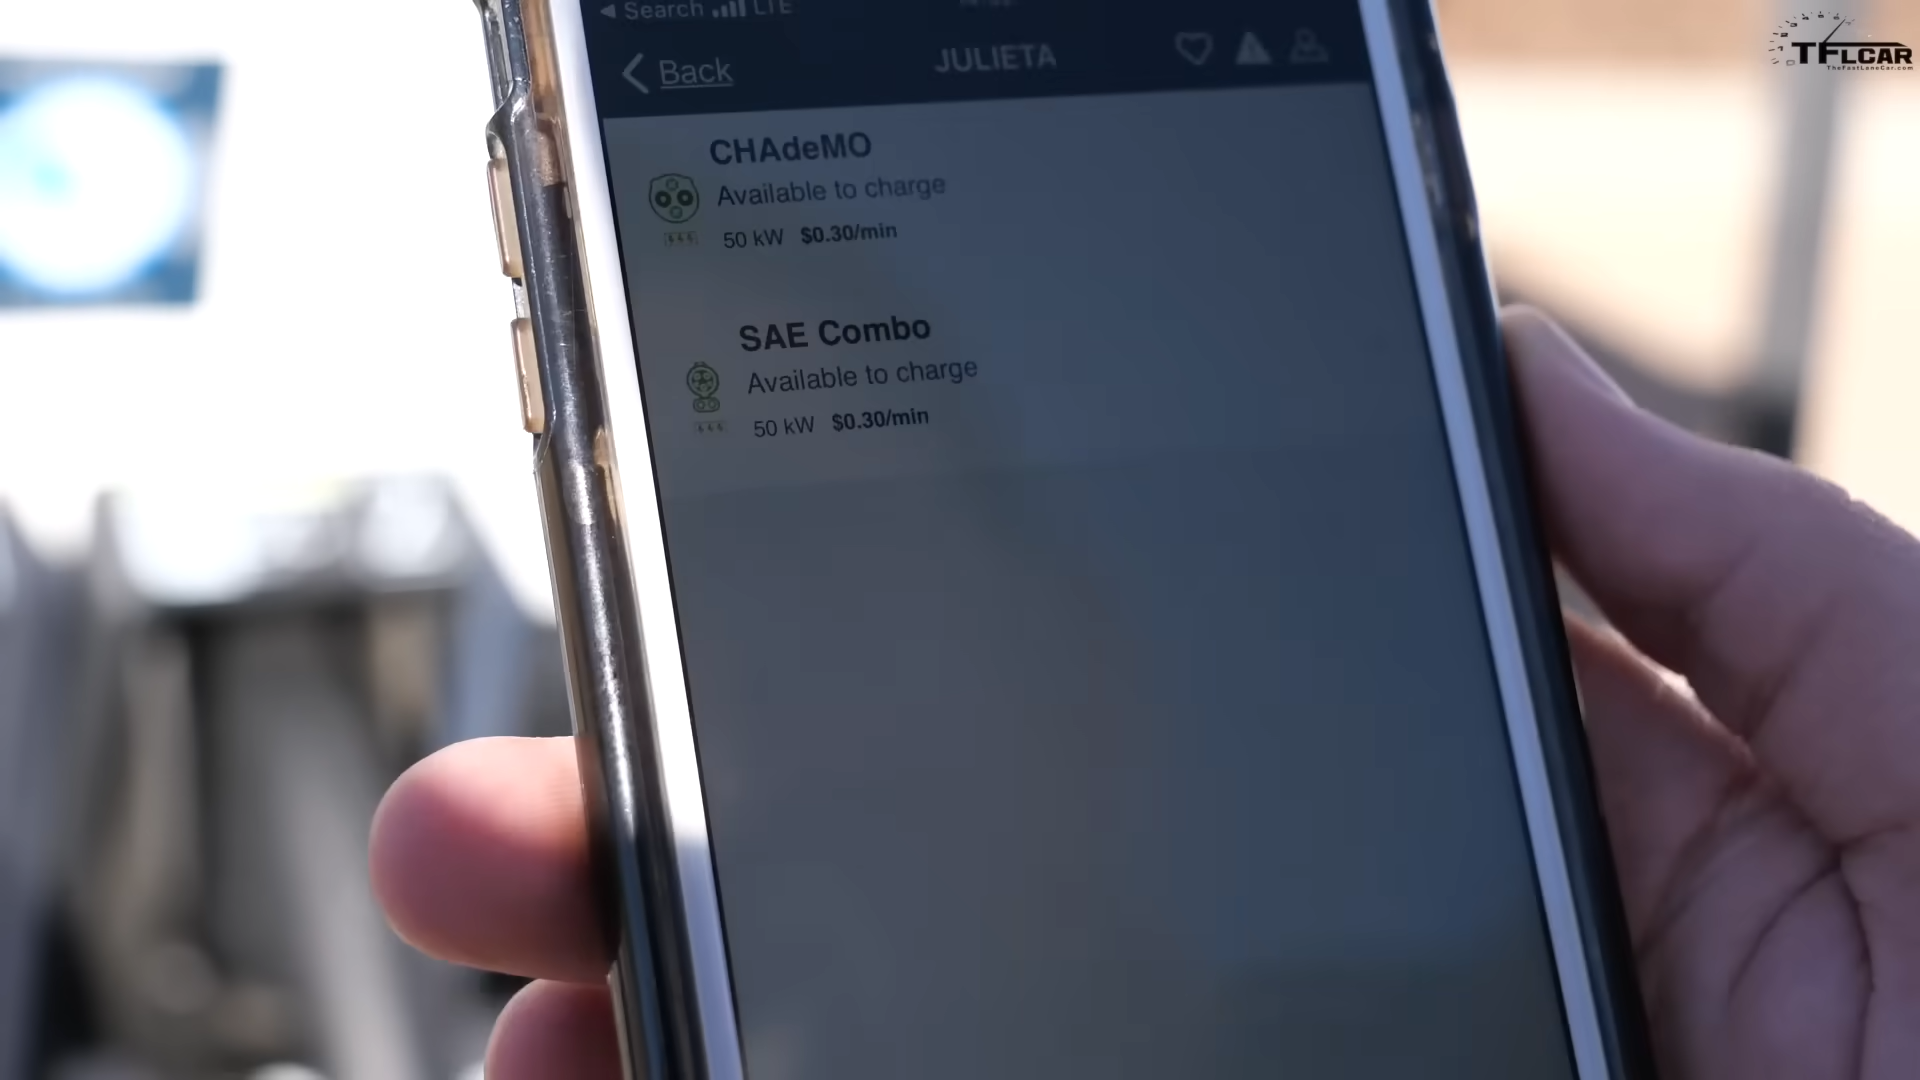 Search LTE
Back
JULIETA
CHAdeMO
Available to charge
50 kW $0.30/min
SAE Combo
Available to charge
50 kW $0.30/min
TFLCAR
TheFastLaneCar.com